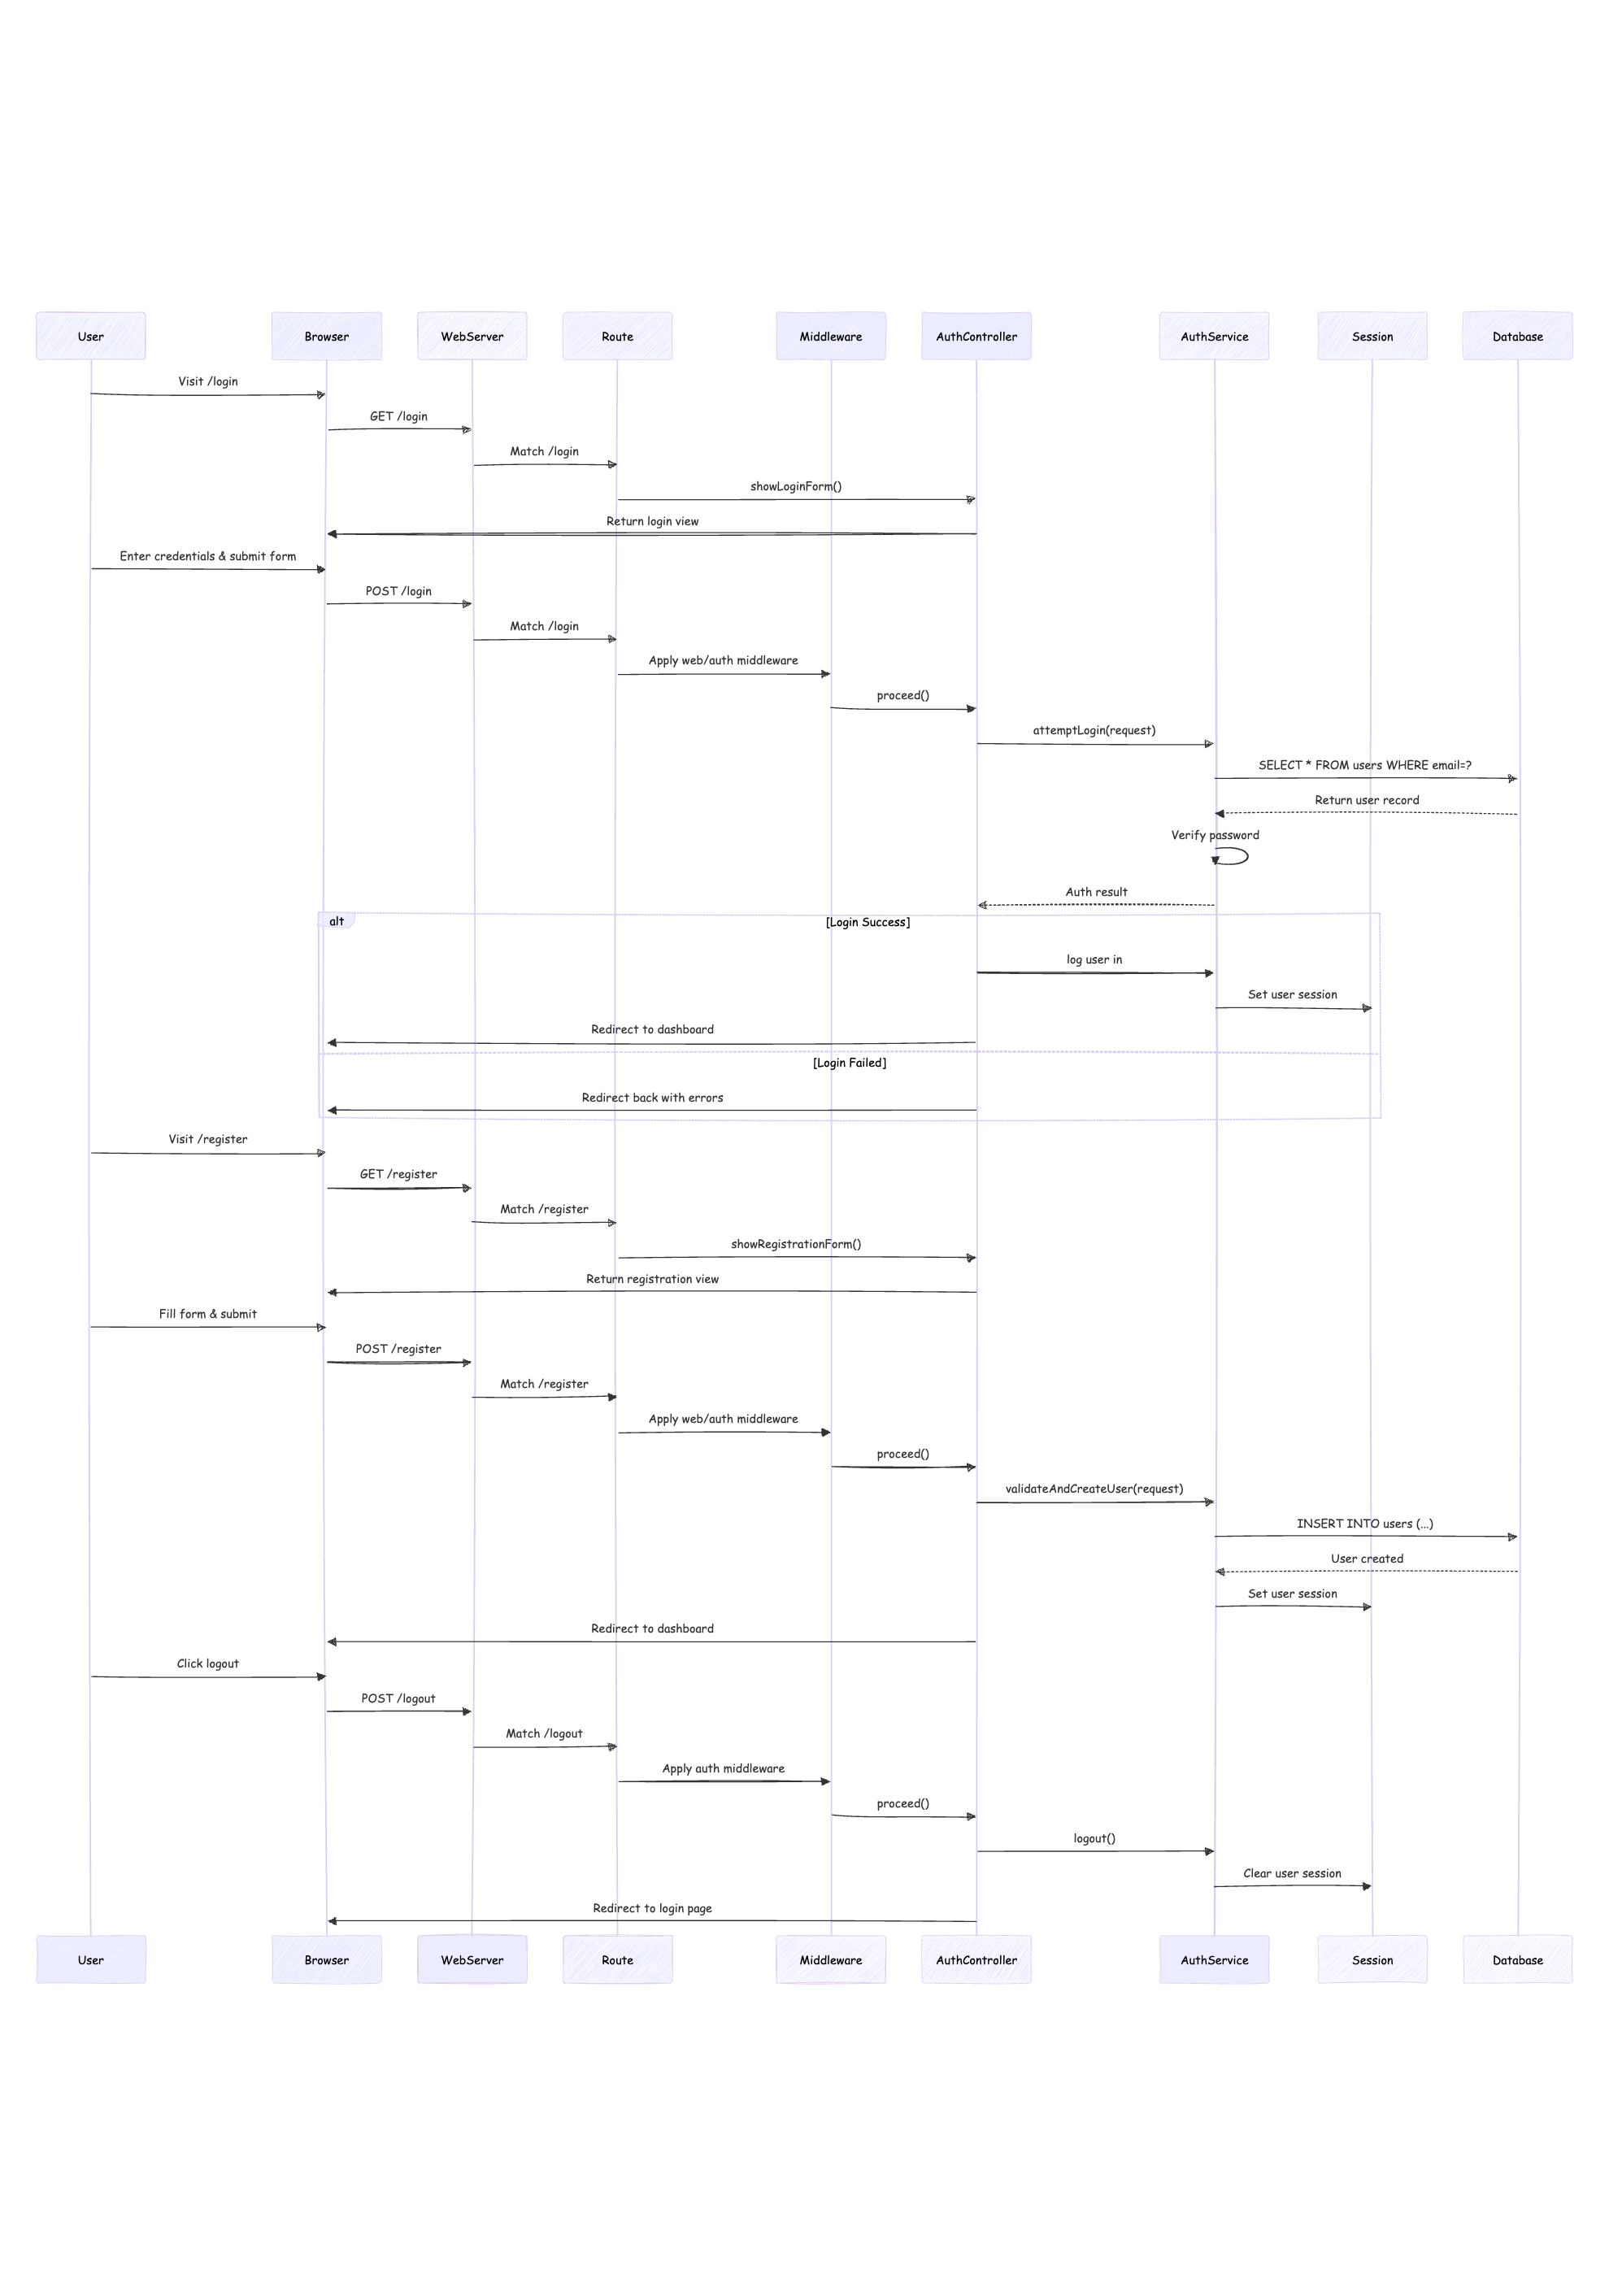 User
Browser
WebServer
Route
Middleware
AuthController
AuthService
Session
Database
Visit /login
GET /login
Match /login
showLoginForm()
Return login view
Enter credentials & submit form
POST /login
Match /login
Apply web/auth middleware
proceed()
attemptLogin(request)
SELECT * FROM users WHERE email=?
Return user record
Verify password
Auth result
alt
[Login Success]
log user in
Set user session
Redirect to dashboard
[Login Failed]
Redirect back with errors
Visit /register
GET /register
Match /register
showRegistrationForm()
Return registration view
Fill form & submit
POST /register
Match /register
Apply web/auth middleware
proceed()
validateAndCreateUser(request)
INSERT INTO users (...)
User created
Set user session
Redirect to dashboard
Click logout
POST /logout
Match /logout
Apply auth middleware
proceed()
logout()
Clear user session
Redirect to login page
User
Browser
WebServer
Route
Middleware
AuthController
AuthService
Session
Database